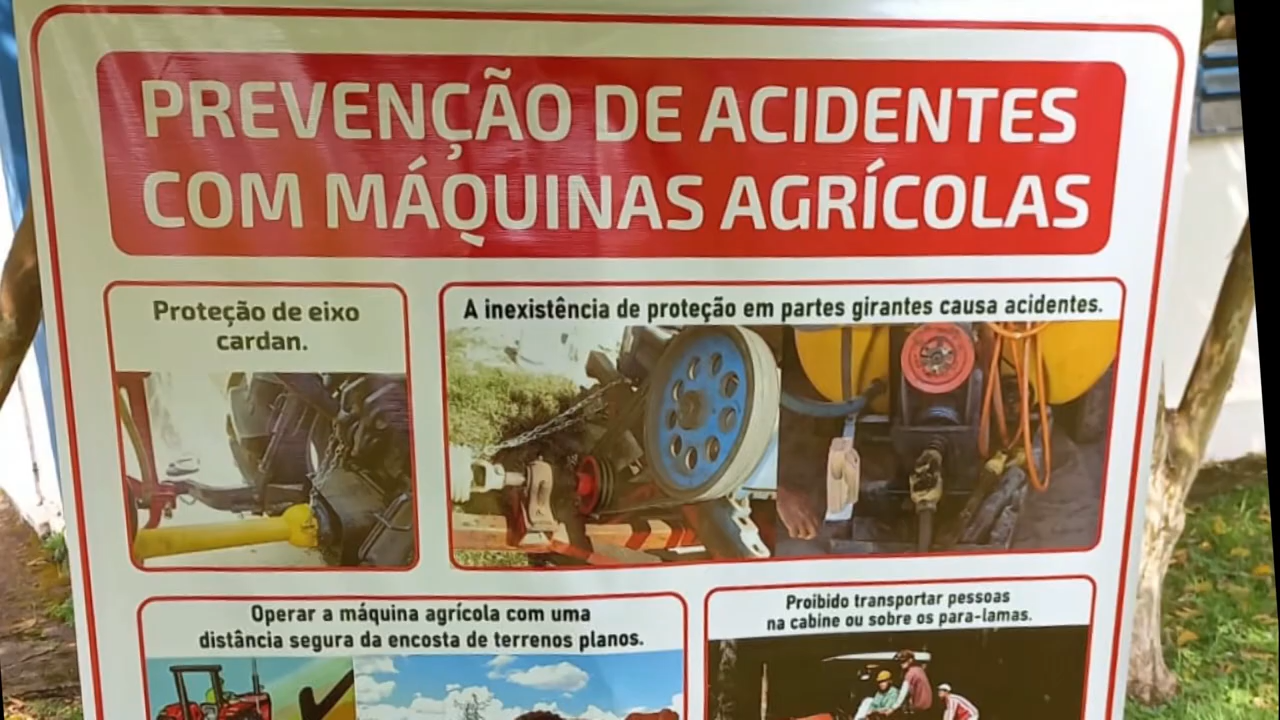 PREVENÇÃO DE ACIDENTES
COM MÁQUINAS AGRÍCOLAS
Proteção de eixo
cardan.
A inexistência de proteção em partes girantes causa acidentes.
Operar a máquina agrícola com uma
distância segura da encosta de terrenos planos.
Proibido transportar pessoas
na cabine ou sobre os para-lamas.